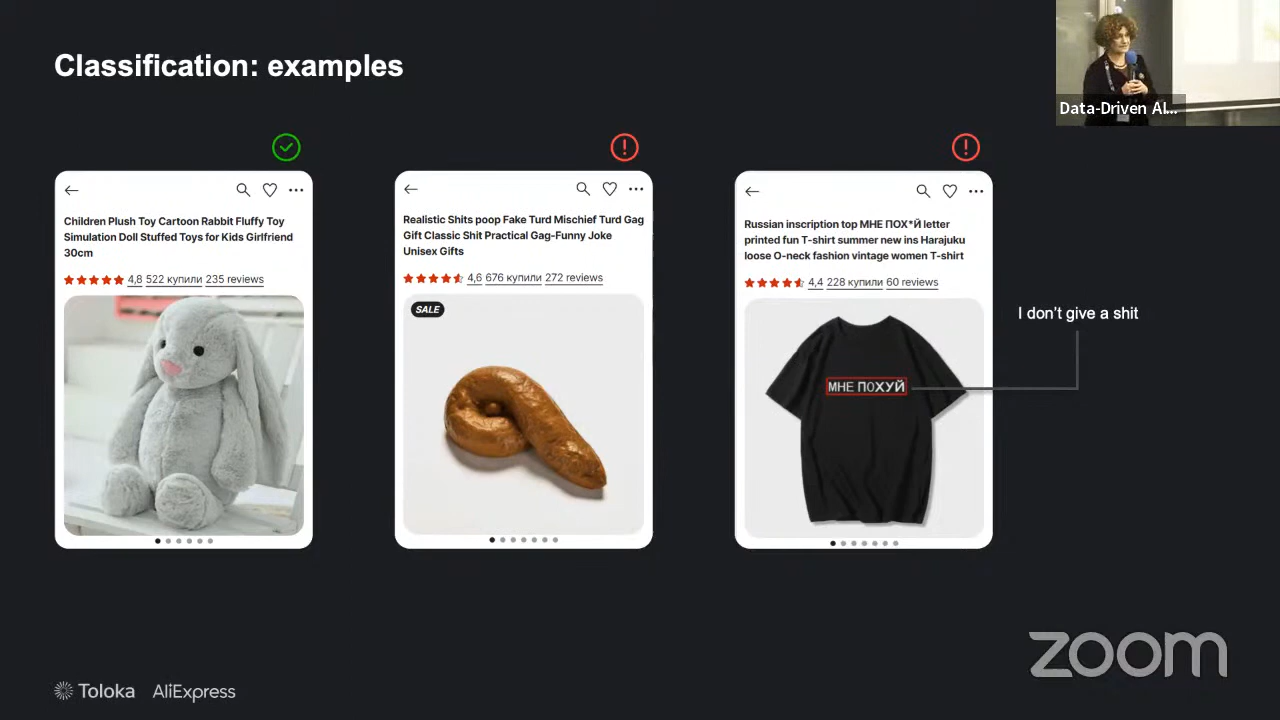 Classification: examples
Data-Driven AI...
Children Plush Toy Cartoon Rabbit Fluffy Toy
Simulation Doll Stuffed Toys for Kids Girlfriend
30cm
4,8 522 купили 235 reviews
Realistic Shits poop Fake Turd Mischief Turd Gag
Gift Classic Shit Practical Gag-Funny Joke
Unisex Gifts
4,6 676 купили 272 reviews
SALE
Russian inscription top МНЕ ПОХ*Й letter
printed fun T-shirt summer new ins Harajuku
loose O-neck fashion vintage women T-shirt
4,4 228 купили 60 reviews
МНЕ ПОХУЙ
I don't give a shit
Toloka AliExpress
zoom